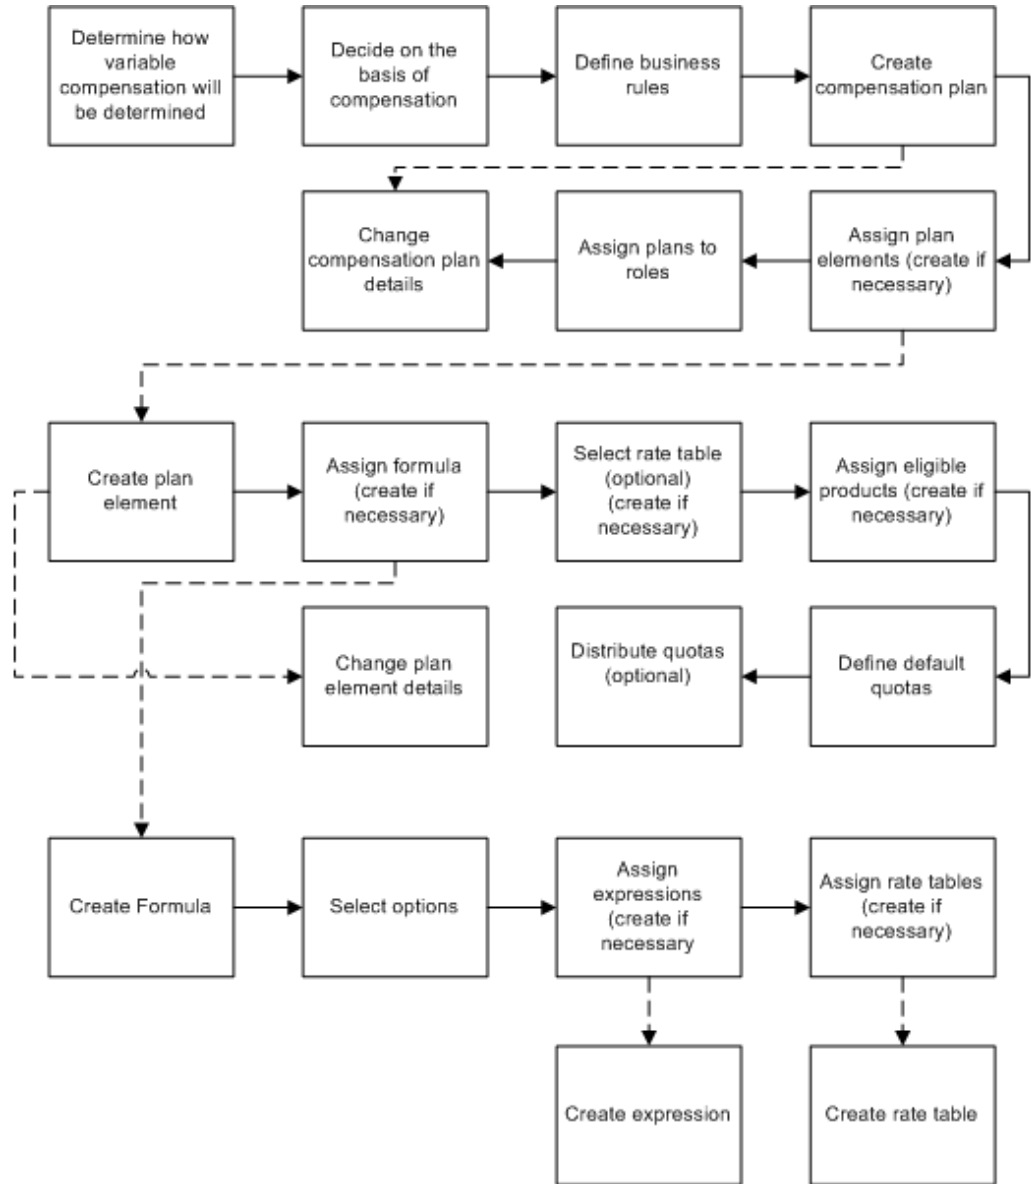 Determine how
variable
compensation will
be determined
Decide on the
basis of
compensation
Define business
rules
Create
compensation plan
Change
compensation plan
details
Assign plans to
roles
Assign plan
elements (create if
necessary)
Create plan
element
Assign formula
(create if
necessary)
Select rate table
(optional)
(create if
necessary)
Assign eligible
products (create if
necessary)
Change plan
element details
Distribute quotas
(optional)
Define default
quotas
Create Formula
Select options
Assign
expressions
(create if
necessary
Assign rate tables
(create if
necessary)
Create expression
Create rate table